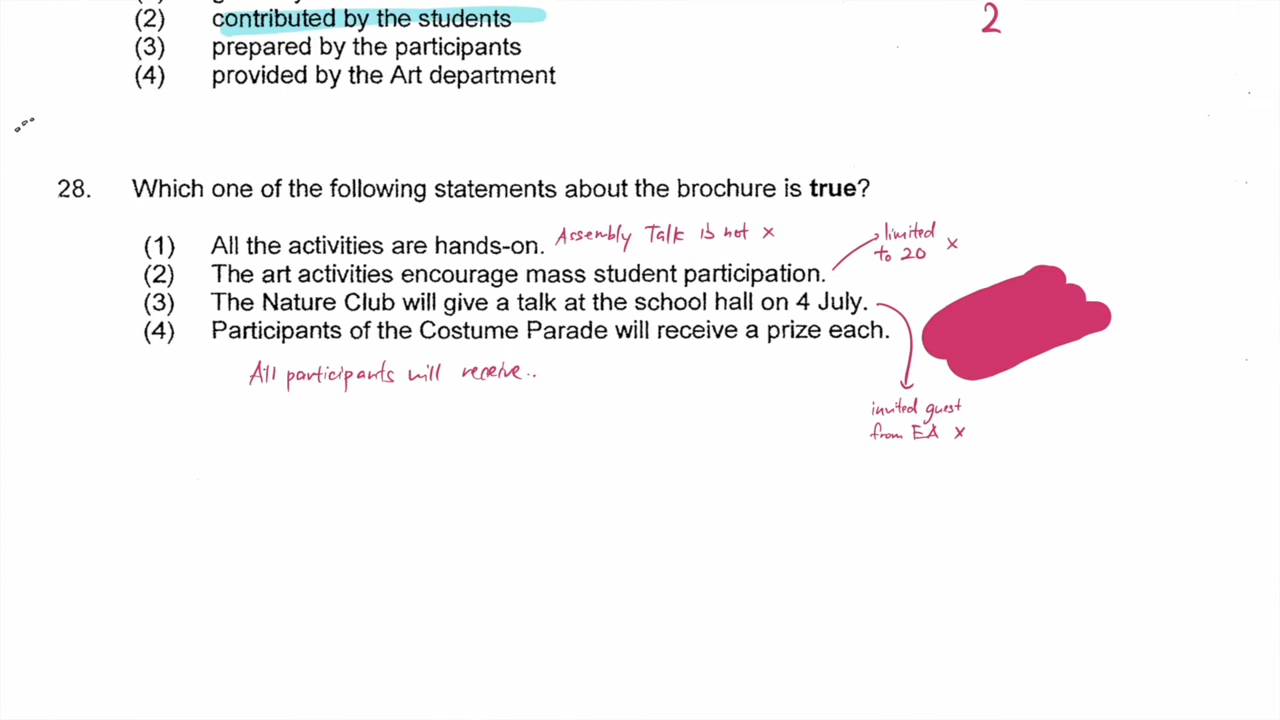 (2) contributed by the students
2
(3) prepared by the participants
(4) provided by the Art department
28. Which one of the following statements about the brochure is true?
(1) All the activities are hands-on. Assembly Talk is not x
(2) The art activities encourage mass student participation. limited to 20 x
(3) The Nature Club will give a talk at the school hall on 4 July.
(4) Participants of the Costume Parade will receive a prize each.
All participants will receive..
invited guest
from EA x